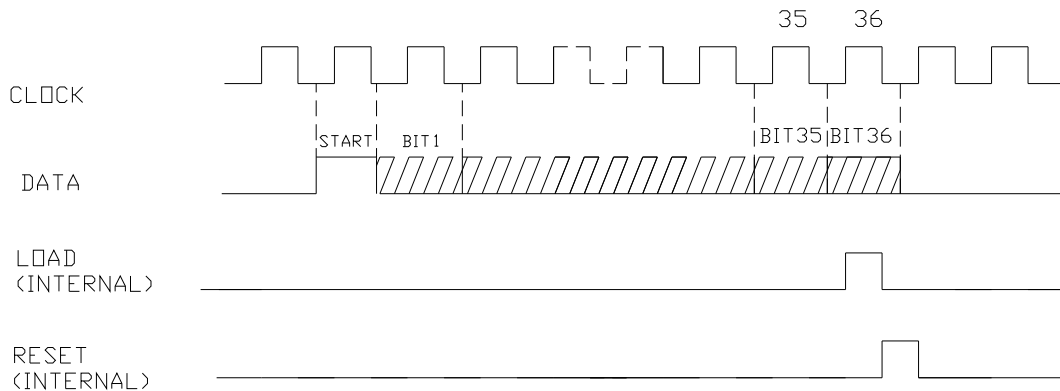 35 36
CLOCK
START BIT1 BIT35 BIT36
DATA
LOAD
(INTERNAL)
RESET
(INTERNAL)